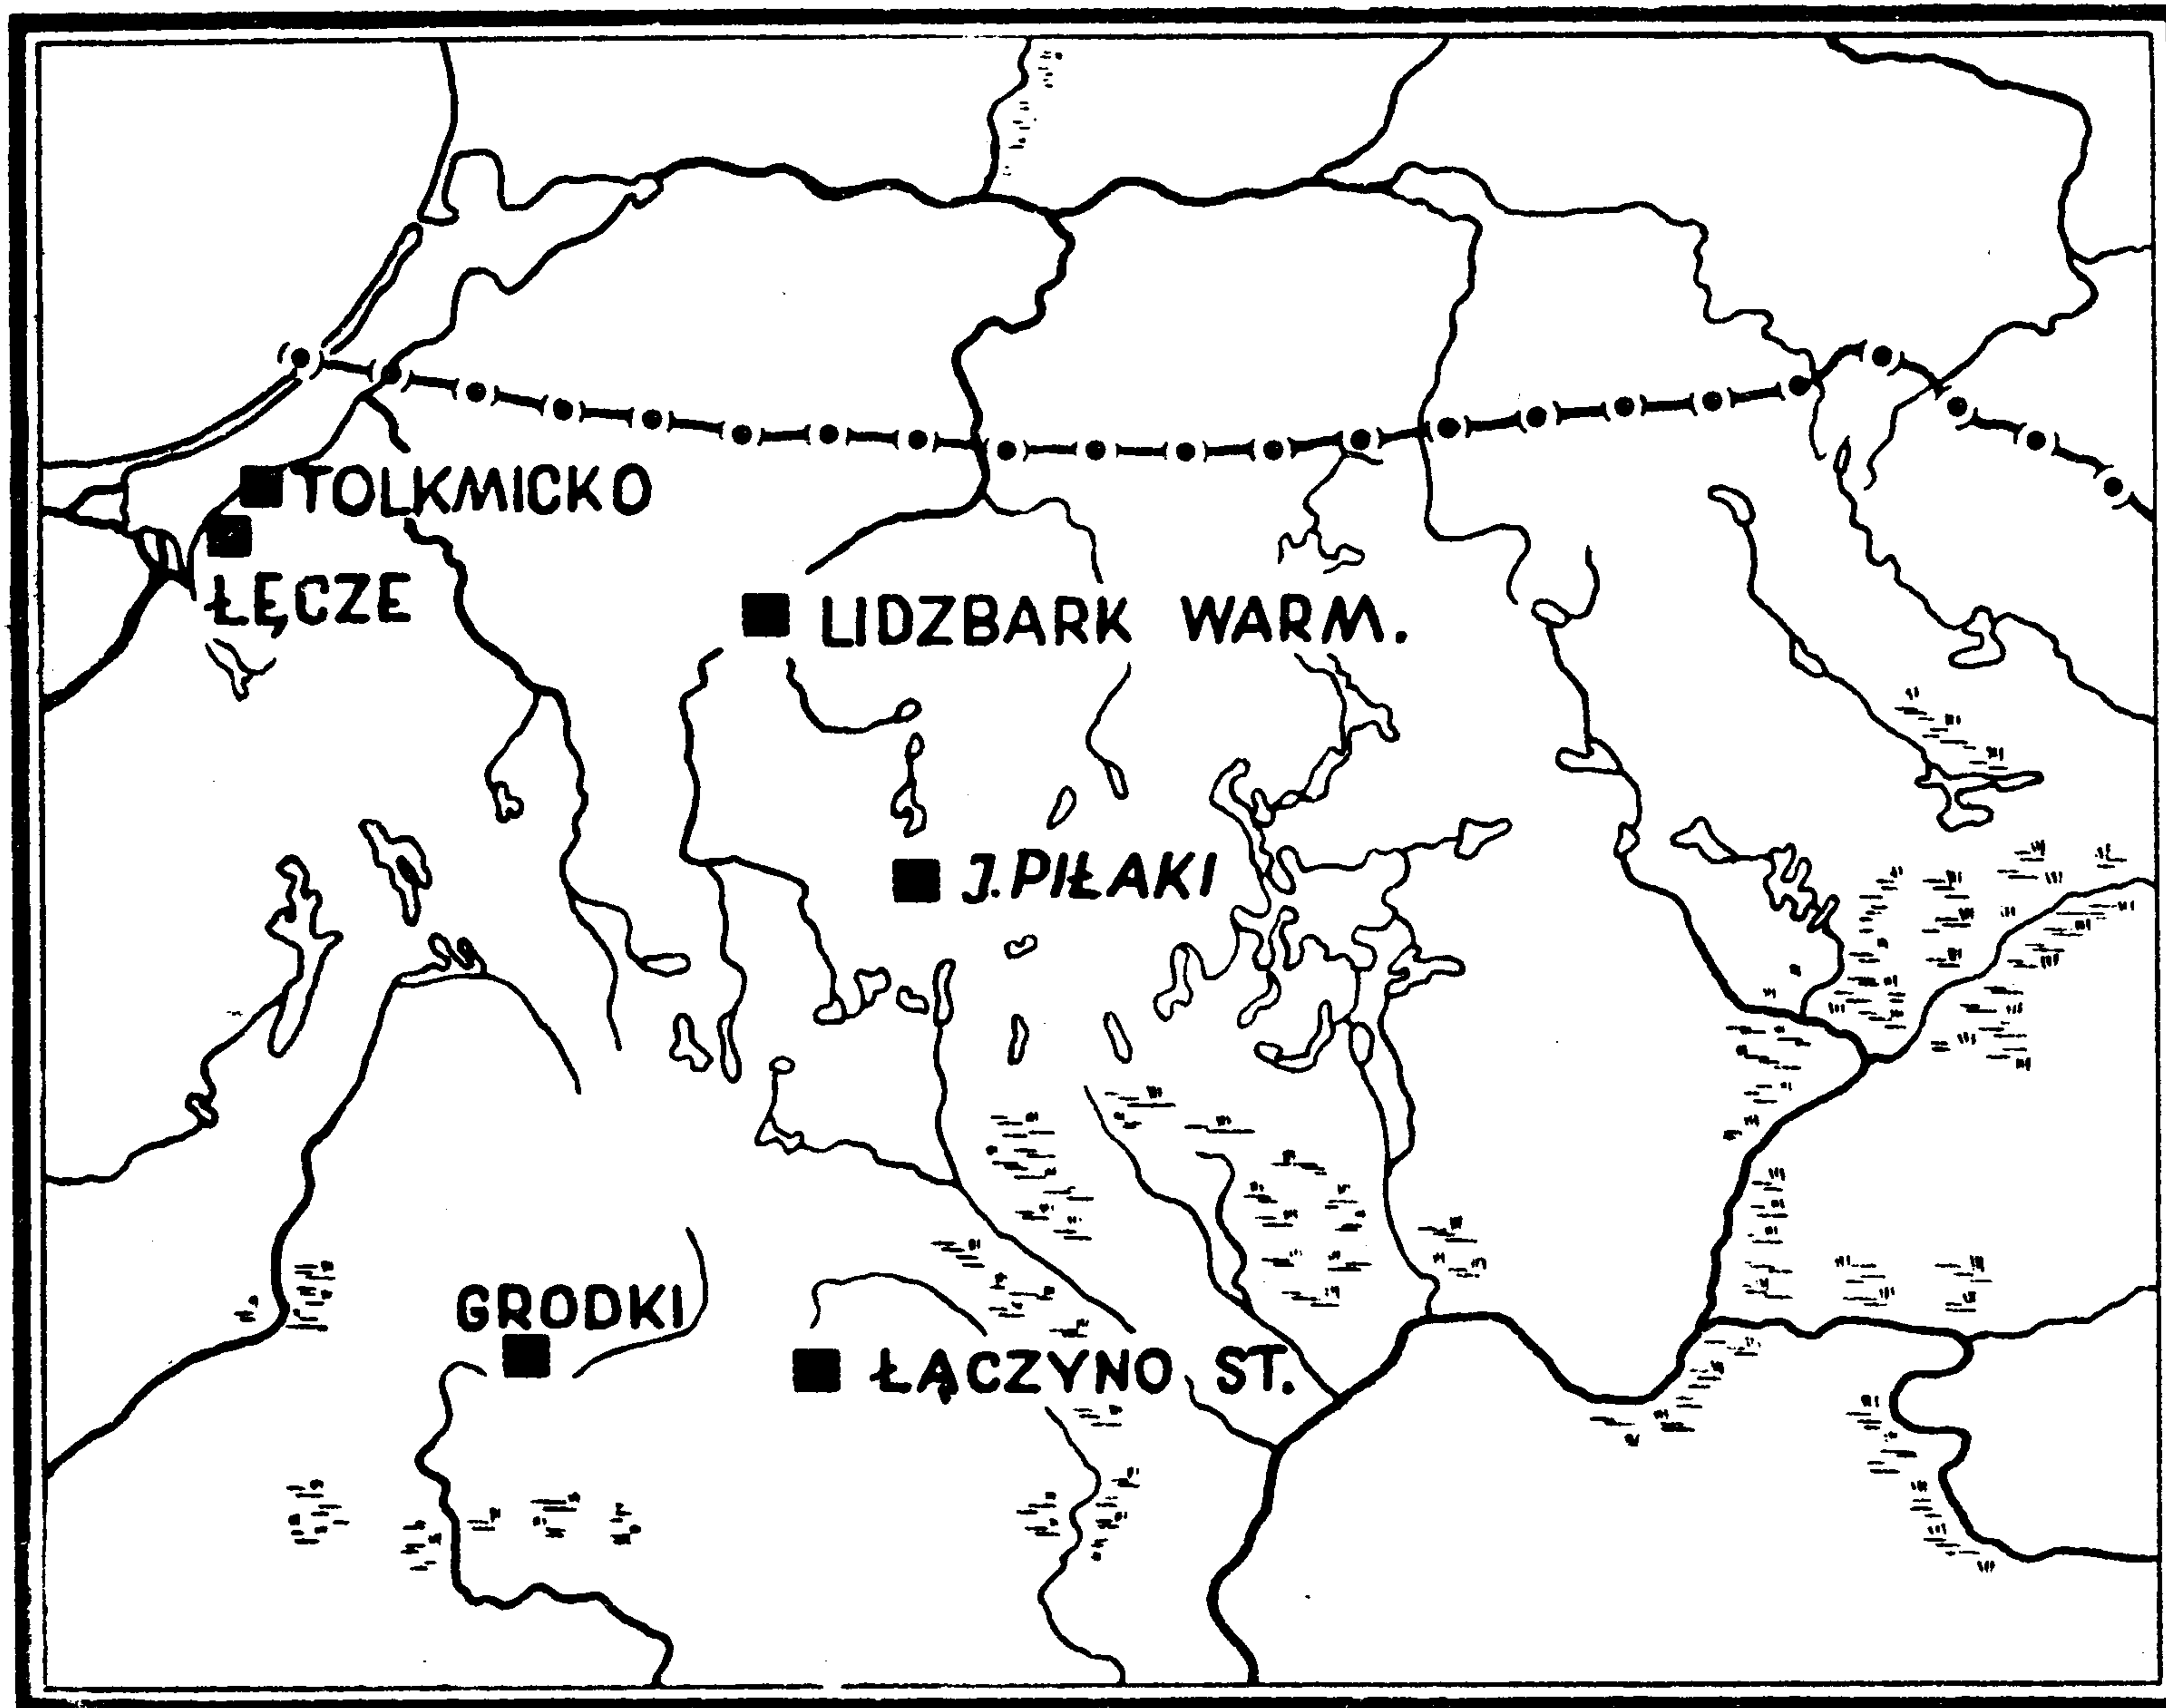 TOLKMICKO
ŁĘCZE
LIDZBARK WARM.
J. PIŁAKI
GRODKI
ŁĄCZYNO ST.